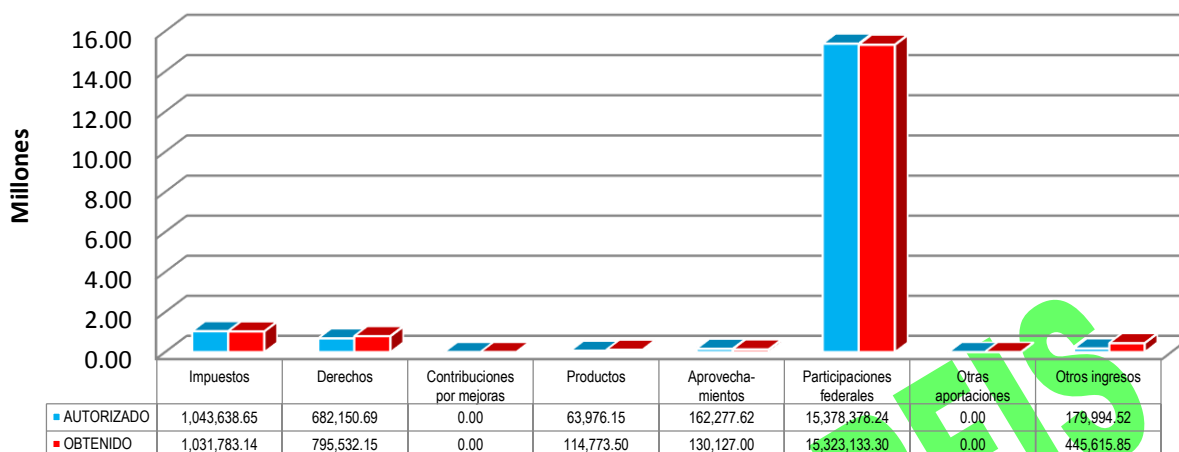 16.00
14.00
12.00
10.00
8.00
6.00
4.00
2.00
0.00
Millones
Impuestos Derechos Contribuciones por mejoras Productos Aprovecha-mientos Participaciones federales Otras aportaciones Otros ingresos
AUTORIZADO 1,043,638.65 682,150.69 0.00 63,976.15 162,277.62 15,378,378.24 0.00 179,994.52
OBTENIDO 1,031,783.14 795,532.15 0.00 114,773.50 130,127.00 15,323,133.30 0.00 445,615.85